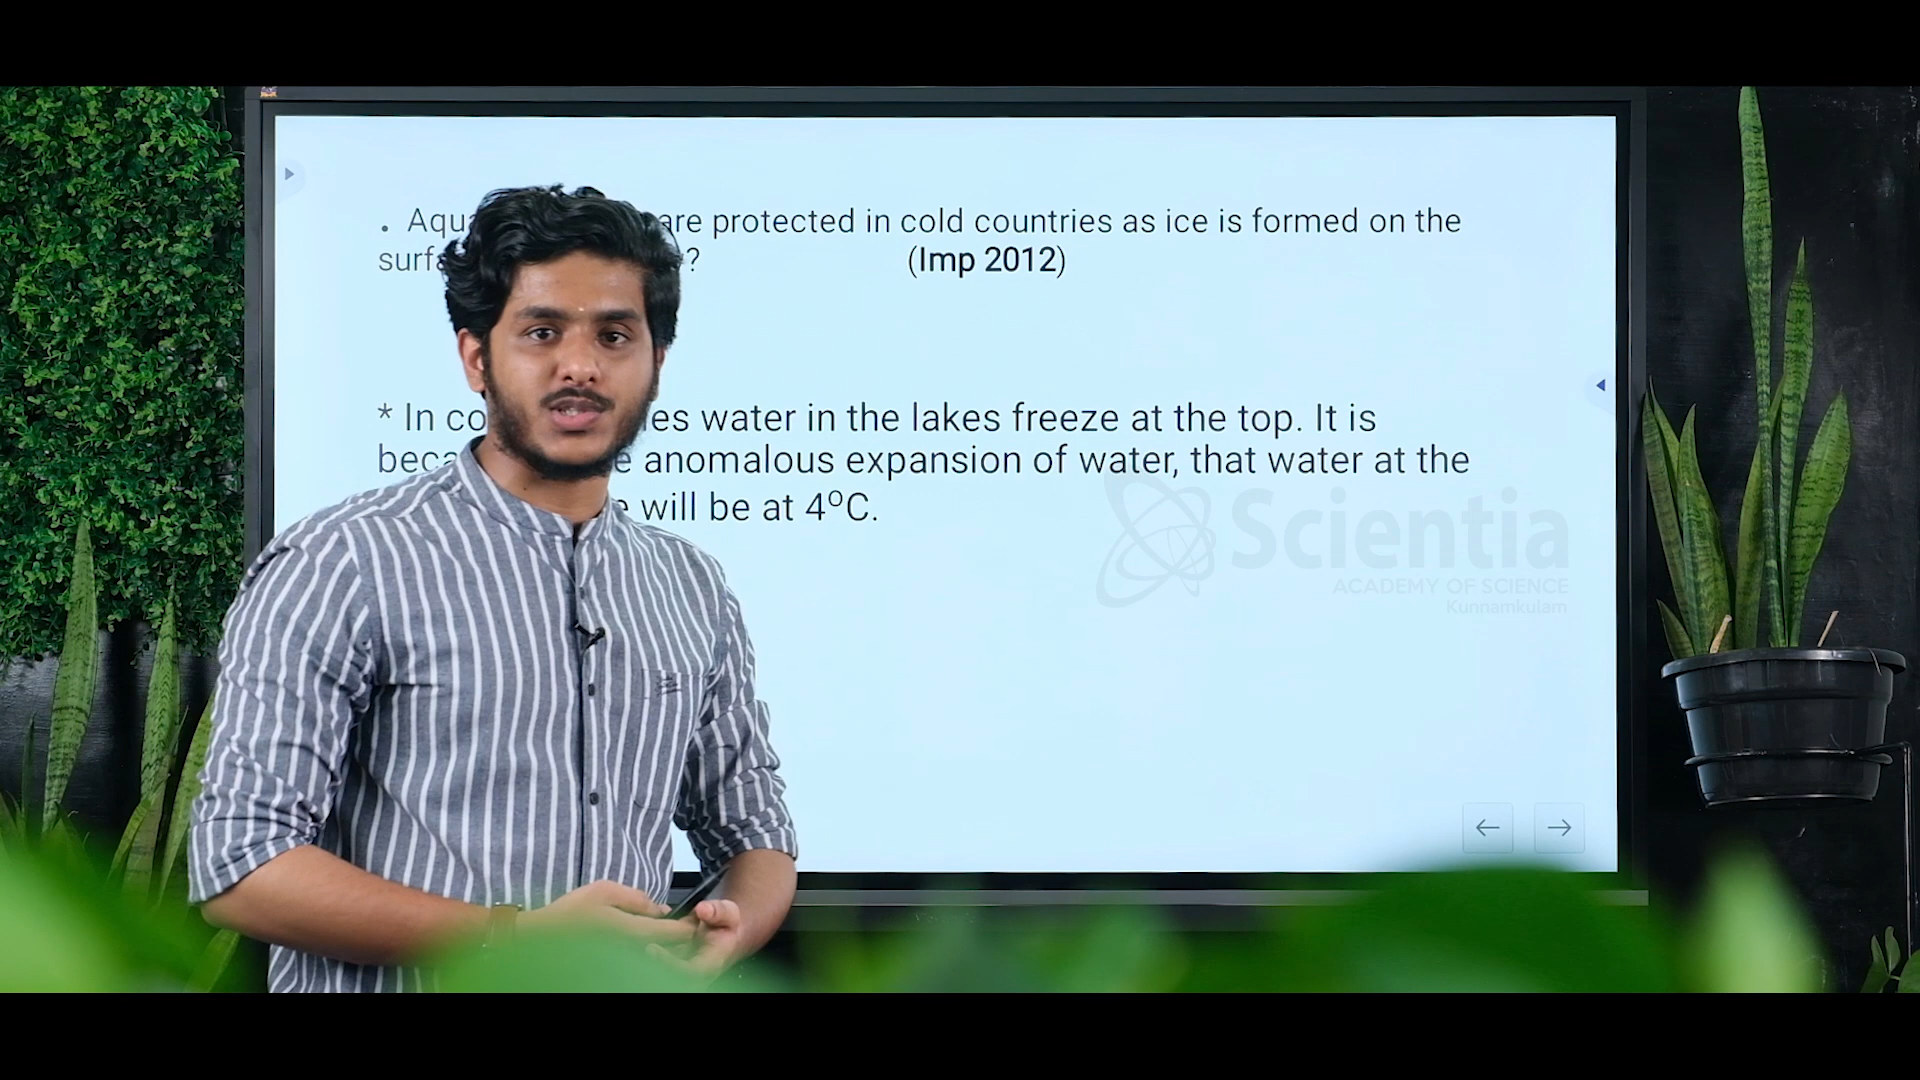 . Aqua are protected in cold countries as ice is formed on the
surfa ? (Imp 2012)
* In co es water in the lakes freeze at the top. It is
beca e anomalous expansion of water, that water at the
e will be at 4⁰C.
Scientia
ACADEMY OF SCIENCE
Kunnamkulam